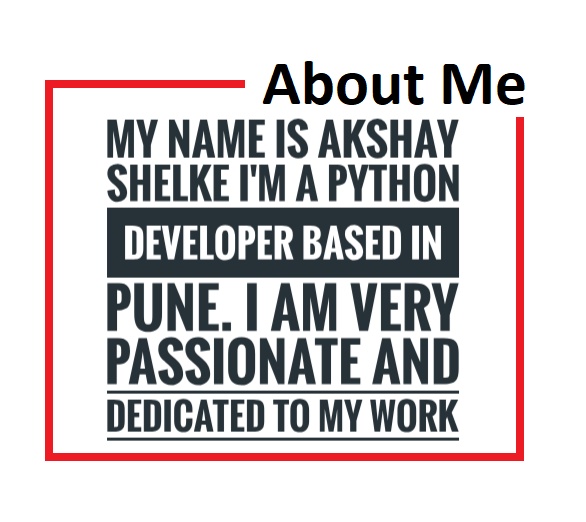 About Me
MY NAME IS AKSHAY
SHELKE I'M A PYTHON
DEVELOPER BASED IN
PUNE. I AM VERY
PASSIONATE AND
DEDICATED TO MY WORK